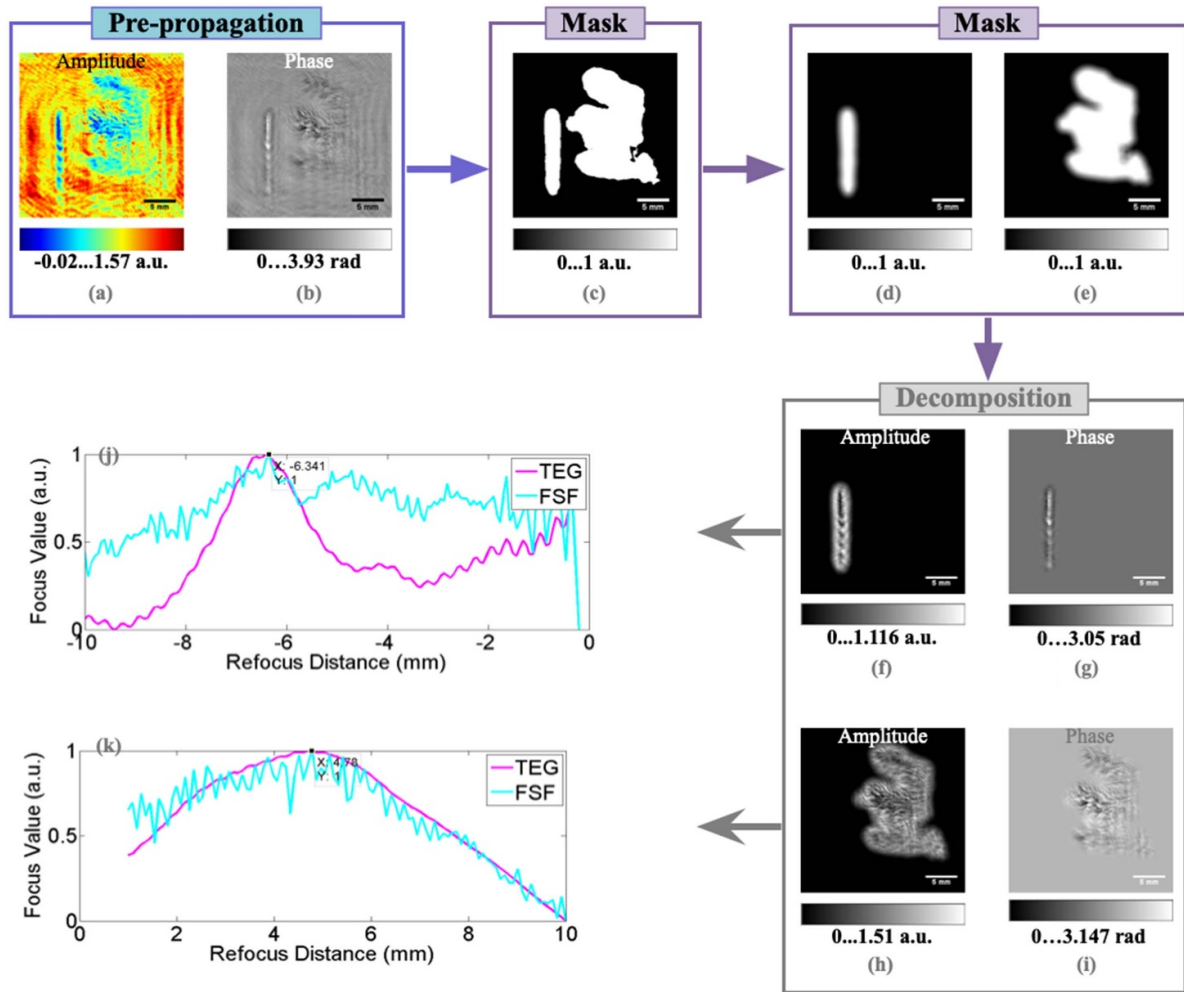 Pre-propagation
Amplitude
Phase
5 mm
5 mm
-0.02...1.57 a.u.
0…3.93 rad
(a)
(b)
Mask
5 mm
0...1 a.u.
(c)
Mask
5 mm
5 mm
0...1 a.u.
0...1 a.u.
(d)
(e)
Decomposition
Amplitude
Phase
5 mm
5 mm
0...1.116 a.u.
0…3.05 rad
(f)
(g)
Amplitude
Phase
5 mm
5 mm
0...1.51 a.u.
0…3.147 rad
(h)
(i)
(j)
1
0.5
0
Focus Value (a.u.)
X: -6.341
Y: 1
TEG
FSF
-10
-8
-6
-4
-2
0
Refocus Distance (mm)
(k)
1
0.5
0
Focus Value (a.u.)
X: 4.78
Y: 1
TEG
FSF
0
2
4
6
8
10
Refocus Distance (mm)